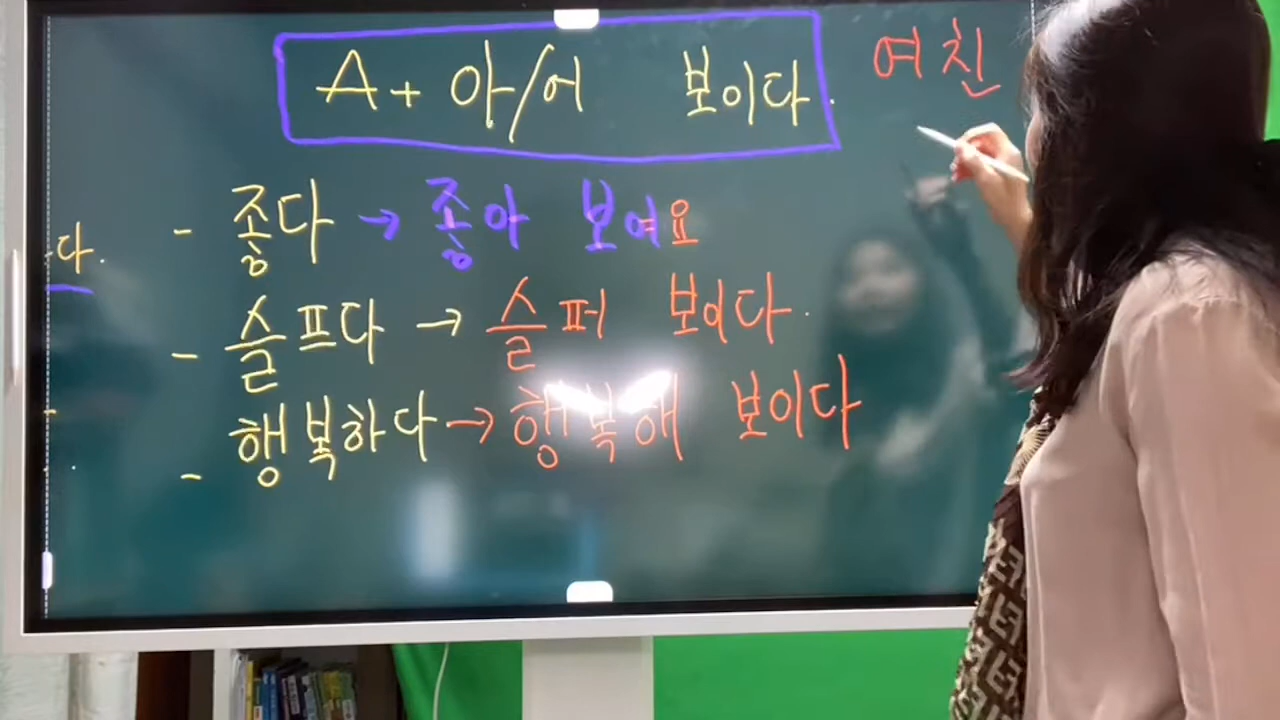 A + 아/어 보이다.
여친
다.
- 좋다 → 좋아 보여요
- 슬프다 → 슬퍼 보이다.
- 행복하다 → 행복해 보이다